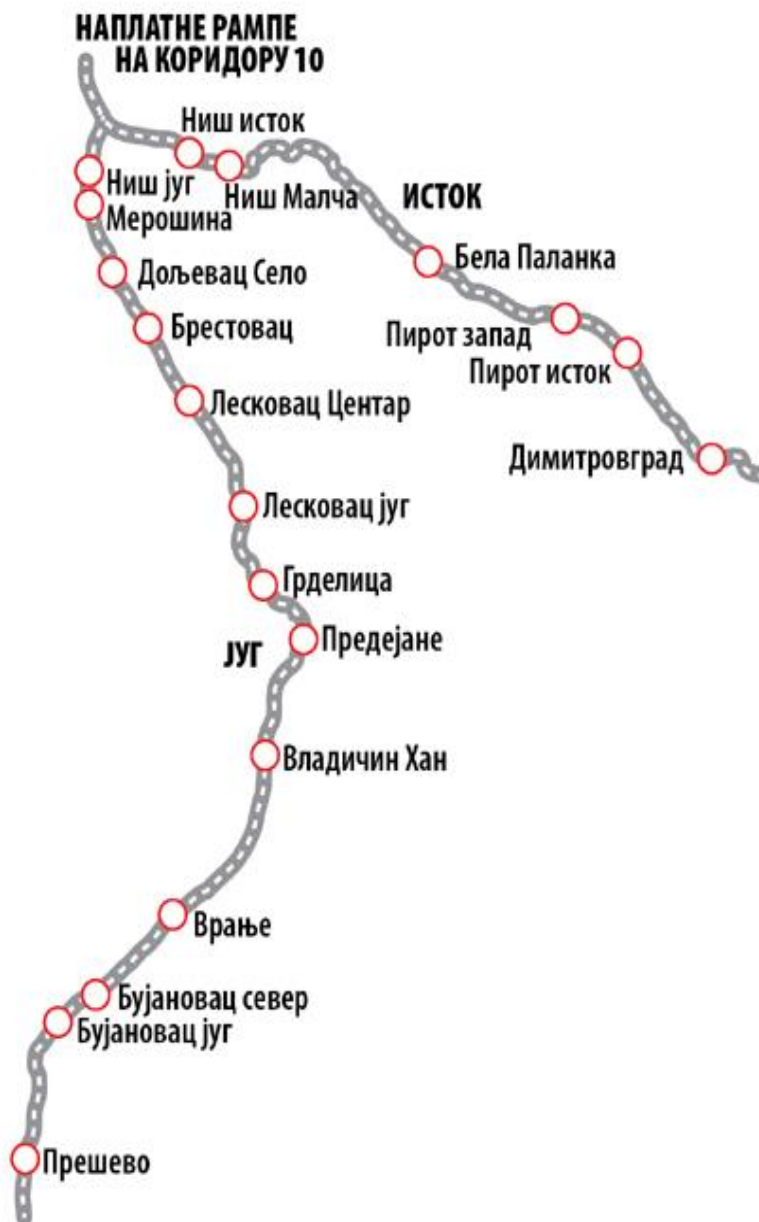 НАПЛАТНЕ РАМПЕ
НА КОРИДОРУ 10
Ниш исток
Ниш Малча
ИСТОК
Бела Паланка
Пирот запад
Пирот исток
Димитровград
Ниш југ
Мерошина
Дољевац Село
Брестовац
Лесковац Центар
Лесковац југ
Грделица
Предејане
ЈУГ
Владичин Хан
Врање
Бујановац север
Бујановац југ
Прешево